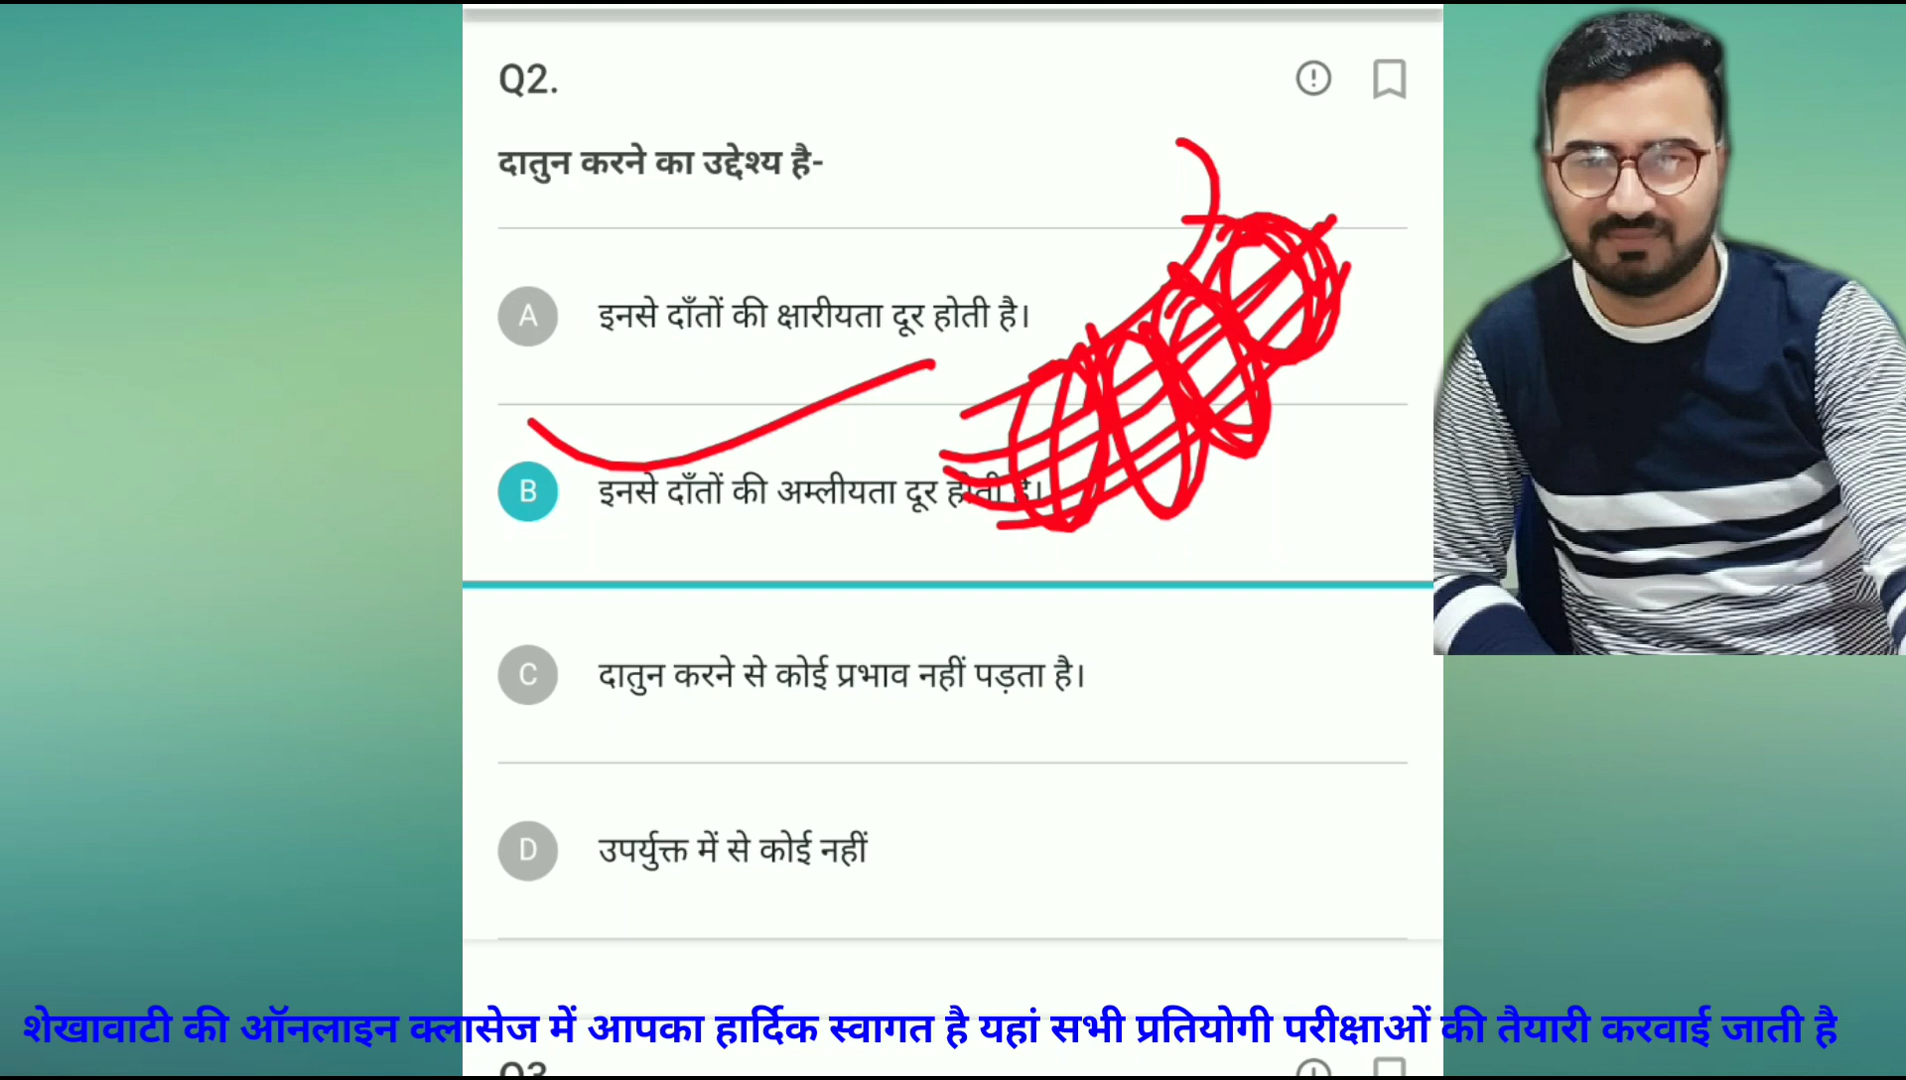 Q2.
दातुन करने का उद्देश्य है-
A इनसे दाँतों की क्षारीयता दूर होती है।
B इनसे दाँतों की अम्लीयता दूर होती है।
C दातुन करने से कोई प्रभाव नहीं पड़ता है।
D उपर्युक्त में से कोई नहीं
शेखावाटी की ऑनलाइन क्लासेज में आपका हार्दिक स्वागत है यहां सभी प्रतियोगी परीक्षाओं की तैयारी करवाई जाती है